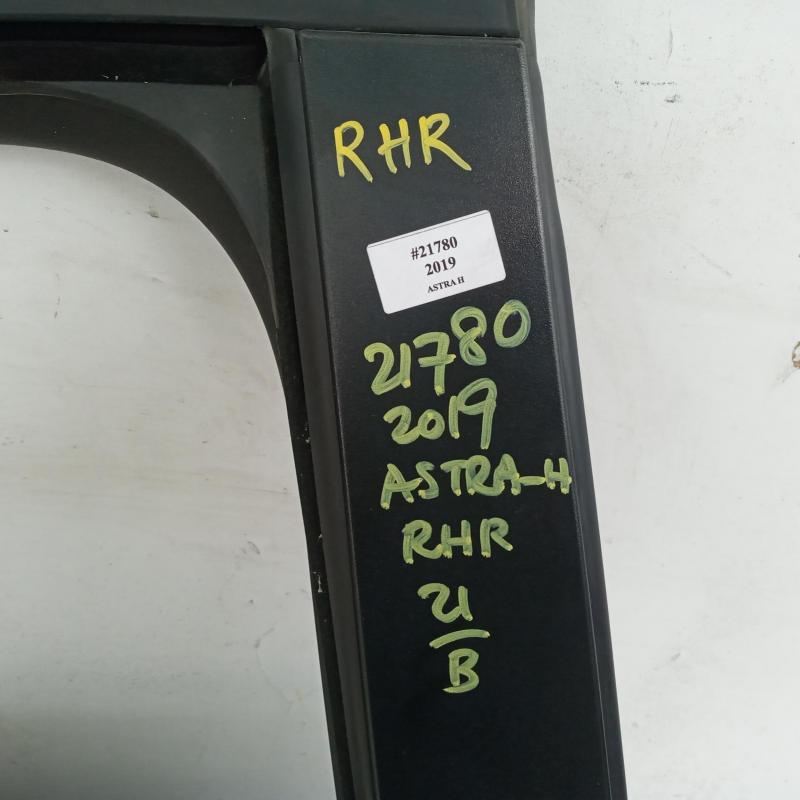 RHR
#21780
2019
ASTRA H
21780
2019
ASTRA-H
RHR
21
B